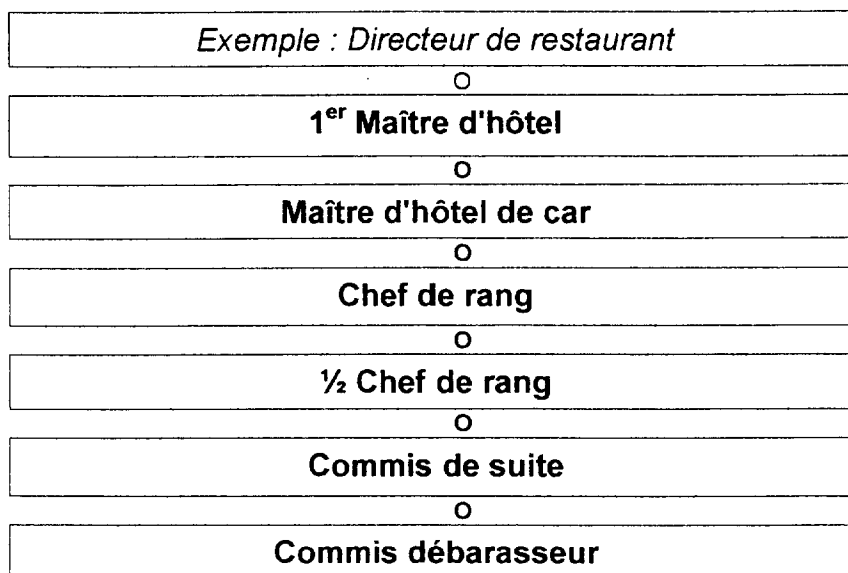 Exemple : Directeur de restaurant
o
1er Maître d'hôtel
o
Maître d'hôtel de car
o
Chef de rang
o
½ Chef de rang
o
Commis de suite
o
Commis débarasseur